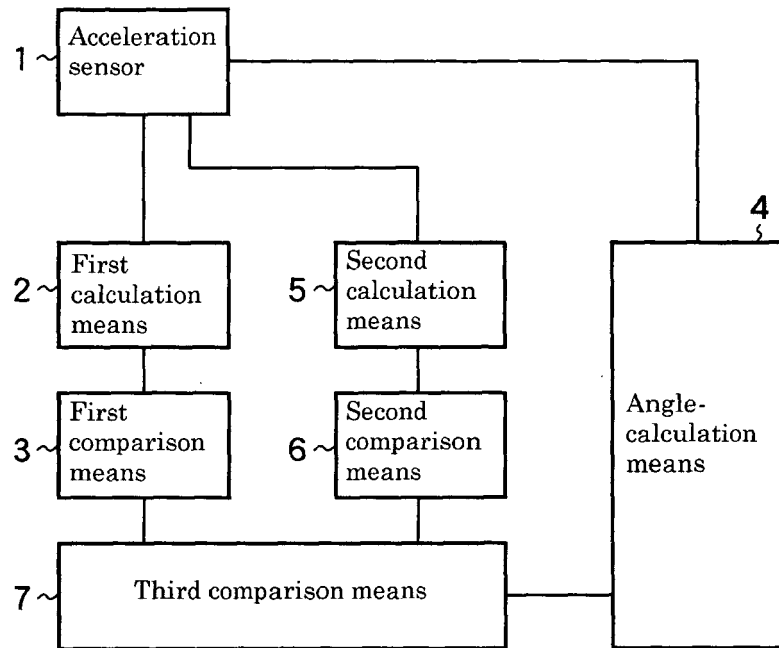 1
Acceleration
sensor
4
2
First
calculation
means
5
Second
calculation
means
3
First
comparison
means
6
Second
comparison
means
Angle-
calculation
means
7
Third comparison means